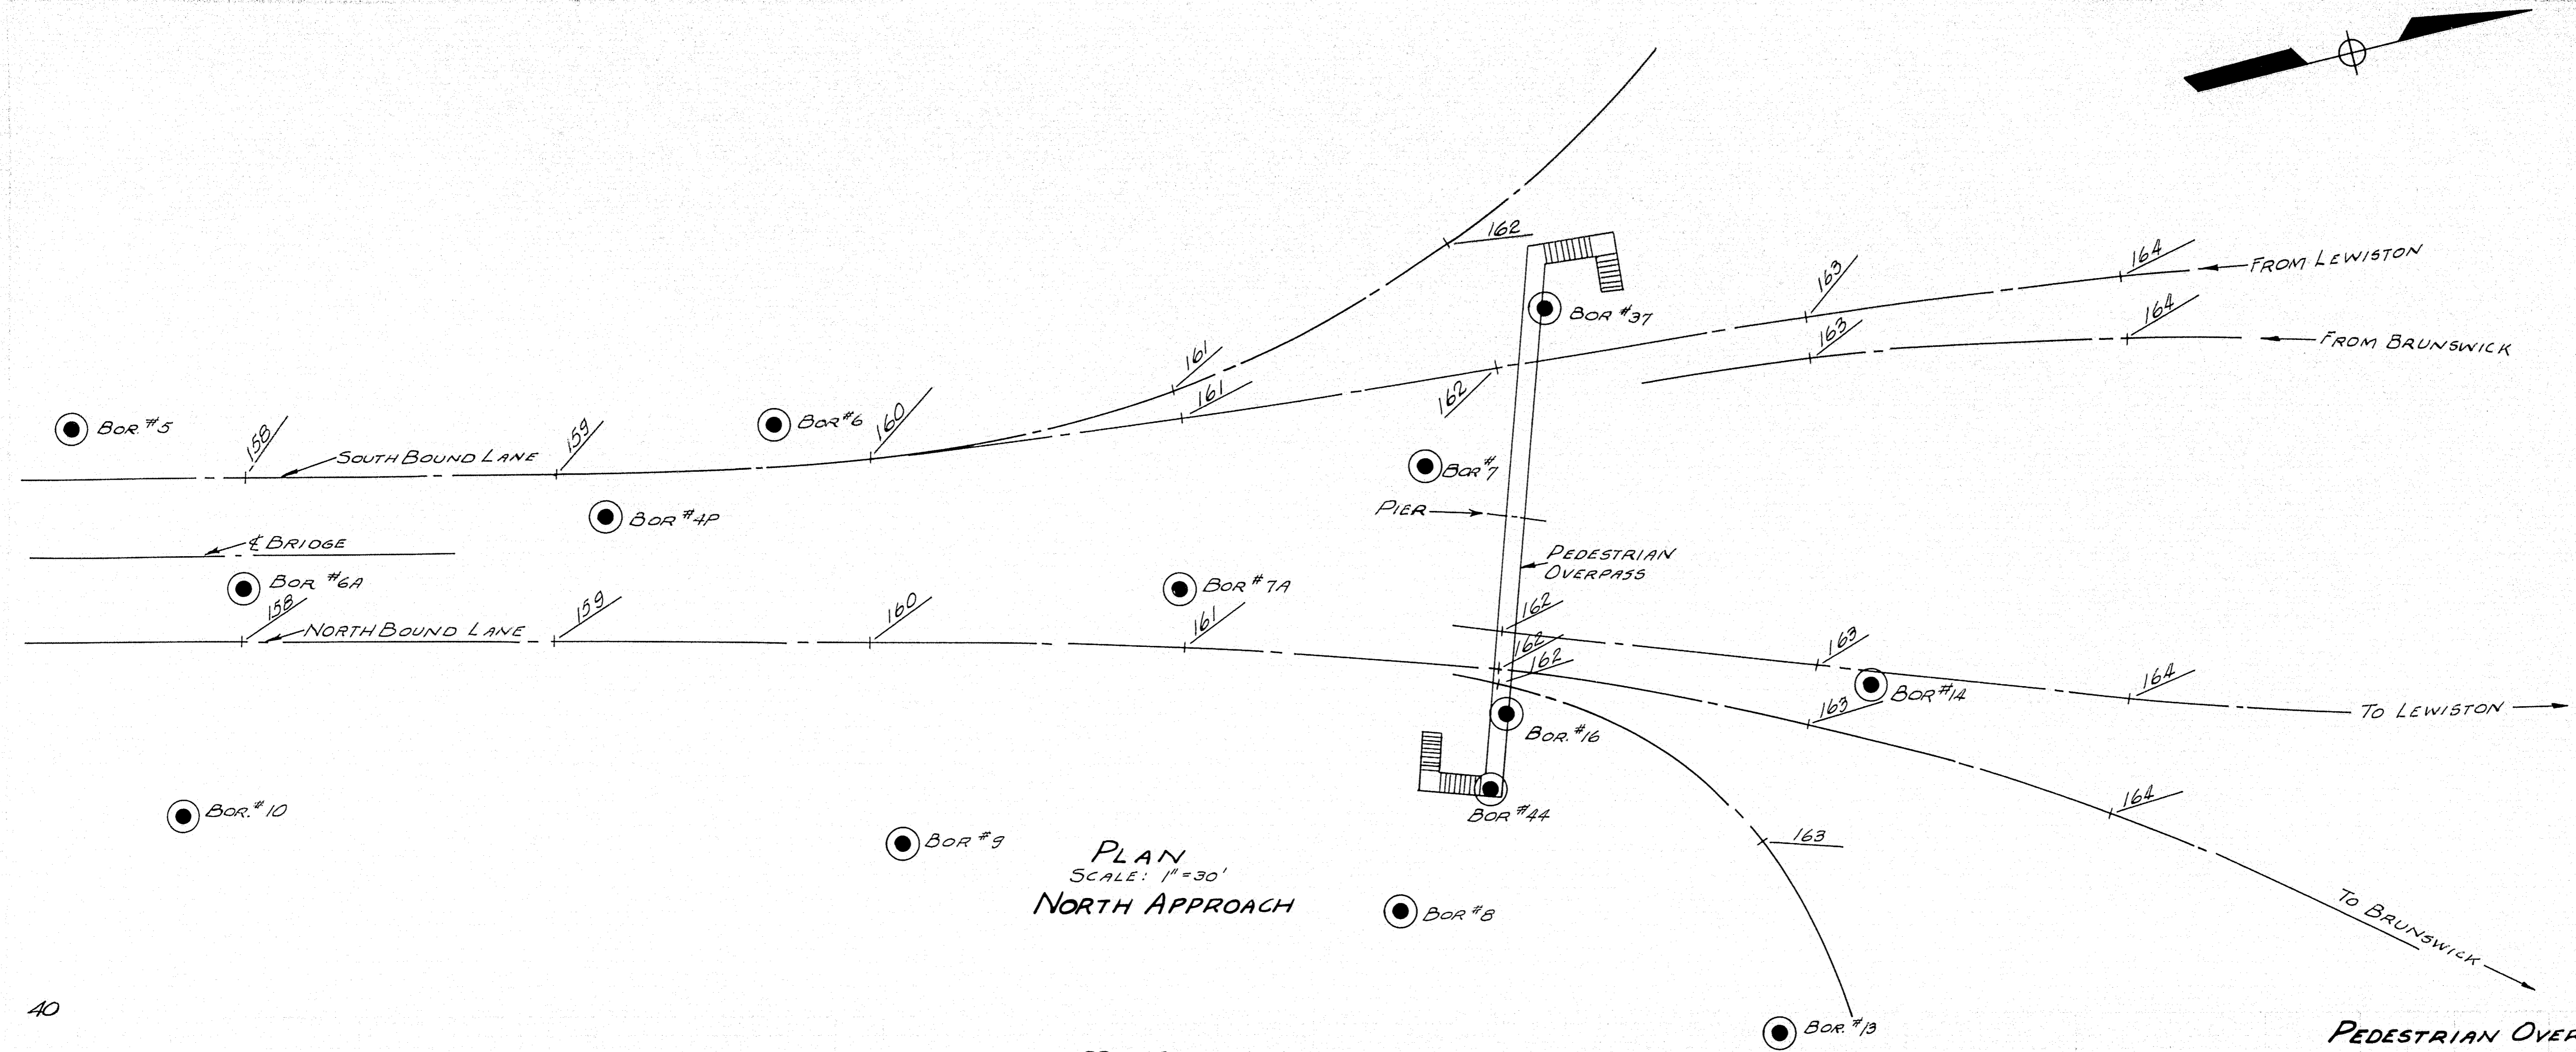 162
164
FROM LEWISTON
163
BOR #37
164
163
FROM BRUNSWICK
161
161
162
BOR. #5
158
159
BOR #6
160
SOUTH BOUND LANE
BOR #7
BOR #4P
PIER
℄ BRIDGE
PEDESTRIAN
OVERPASS
BOR #6A
158
159
160
BOR #7A
161
NORTH BOUND LANE
162
162
162
163
BOR #14
164
163
TO LEWISTON
BOR. #16
BOR. #10
BOR #44
164
BOR #9
PLAN
SCALE: 1"=30'
NORTH APPROACH
163
BOR #8
TO BRUNSWICK
40
BOR. #13
PEDESTRIAN OVER